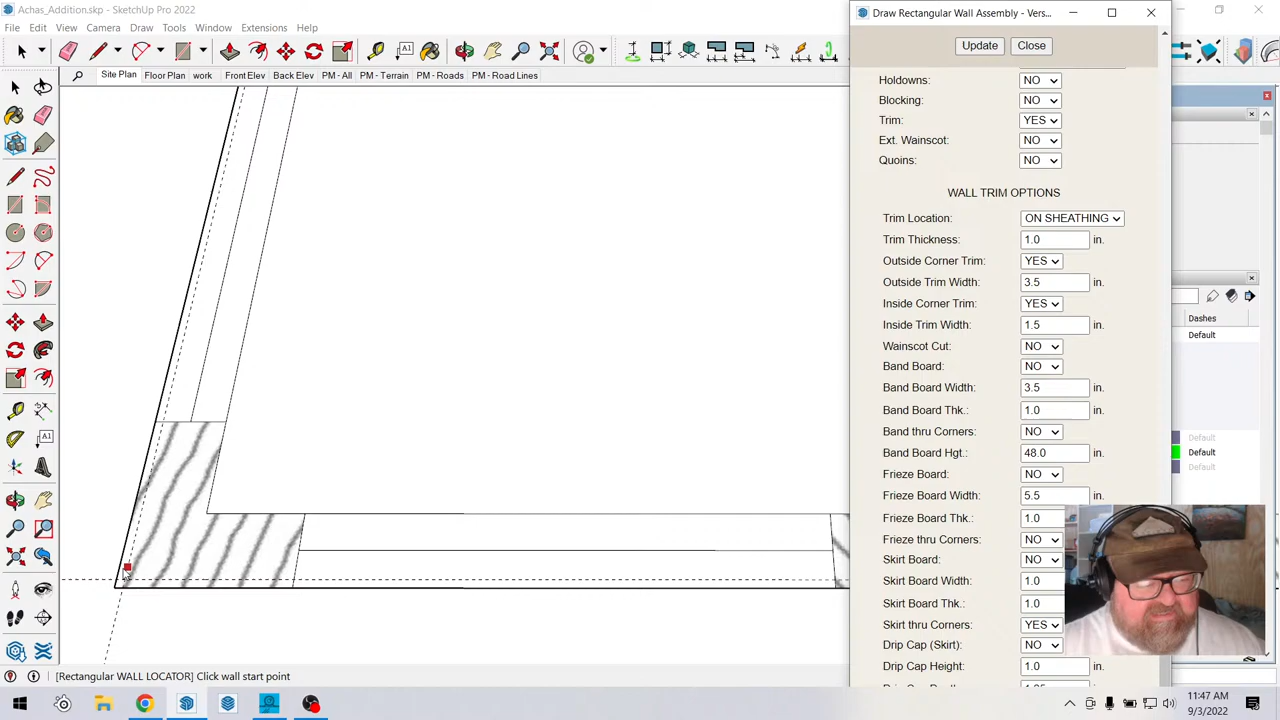 Achas_Addition.skp - SketchUp Pro 2022
File Edit View Camera Draw Tools Window Extensions Help
Site Plan Floor Plan work Front Elev Back Elev PM - All PM - Terrain PM - Roads PM - Road Lines
Draw Rectangular Wall Assembly - Vers...
Update Close
Holdowns: NO
Blocking: NO
Trim: YES
Ext. Wainscot: NO
Quoins: NO
WALL TRIM OPTIONS
Trim Location: ON SHEATHING
Trim Thickness: 1.0 in.
Outside Corner Trim: YES
Outside Trim Width: 3.5 in.
Inside Corner Trim: YES
Inside Trim Width: 1.5 in.
Wainscot Cut: NO
Band Board: NO
Band Board Width: 3.5 in.
Band Board Thk.: 1.0 in.
Band thru Corners: NO
Band Board Hgt.: 48.0 in.
Frieze Board: NO
Frieze Board Width: 5.5 in.
Frieze Board Thk.: 1.0
Frieze thru Corners: NO
Skirt Board: NO
Skirt Board Width: 1.0
Skirt Board Thk.: 1.0
Skirt thru Corners: YES
Drip Cap (Skirt): NO
Drip Cap Height: 1.0
Dashes
Default
Default
Default
Default
[Rectangular WALL LOCATOR] Click wall start point
11:47 AM
9/3/2022